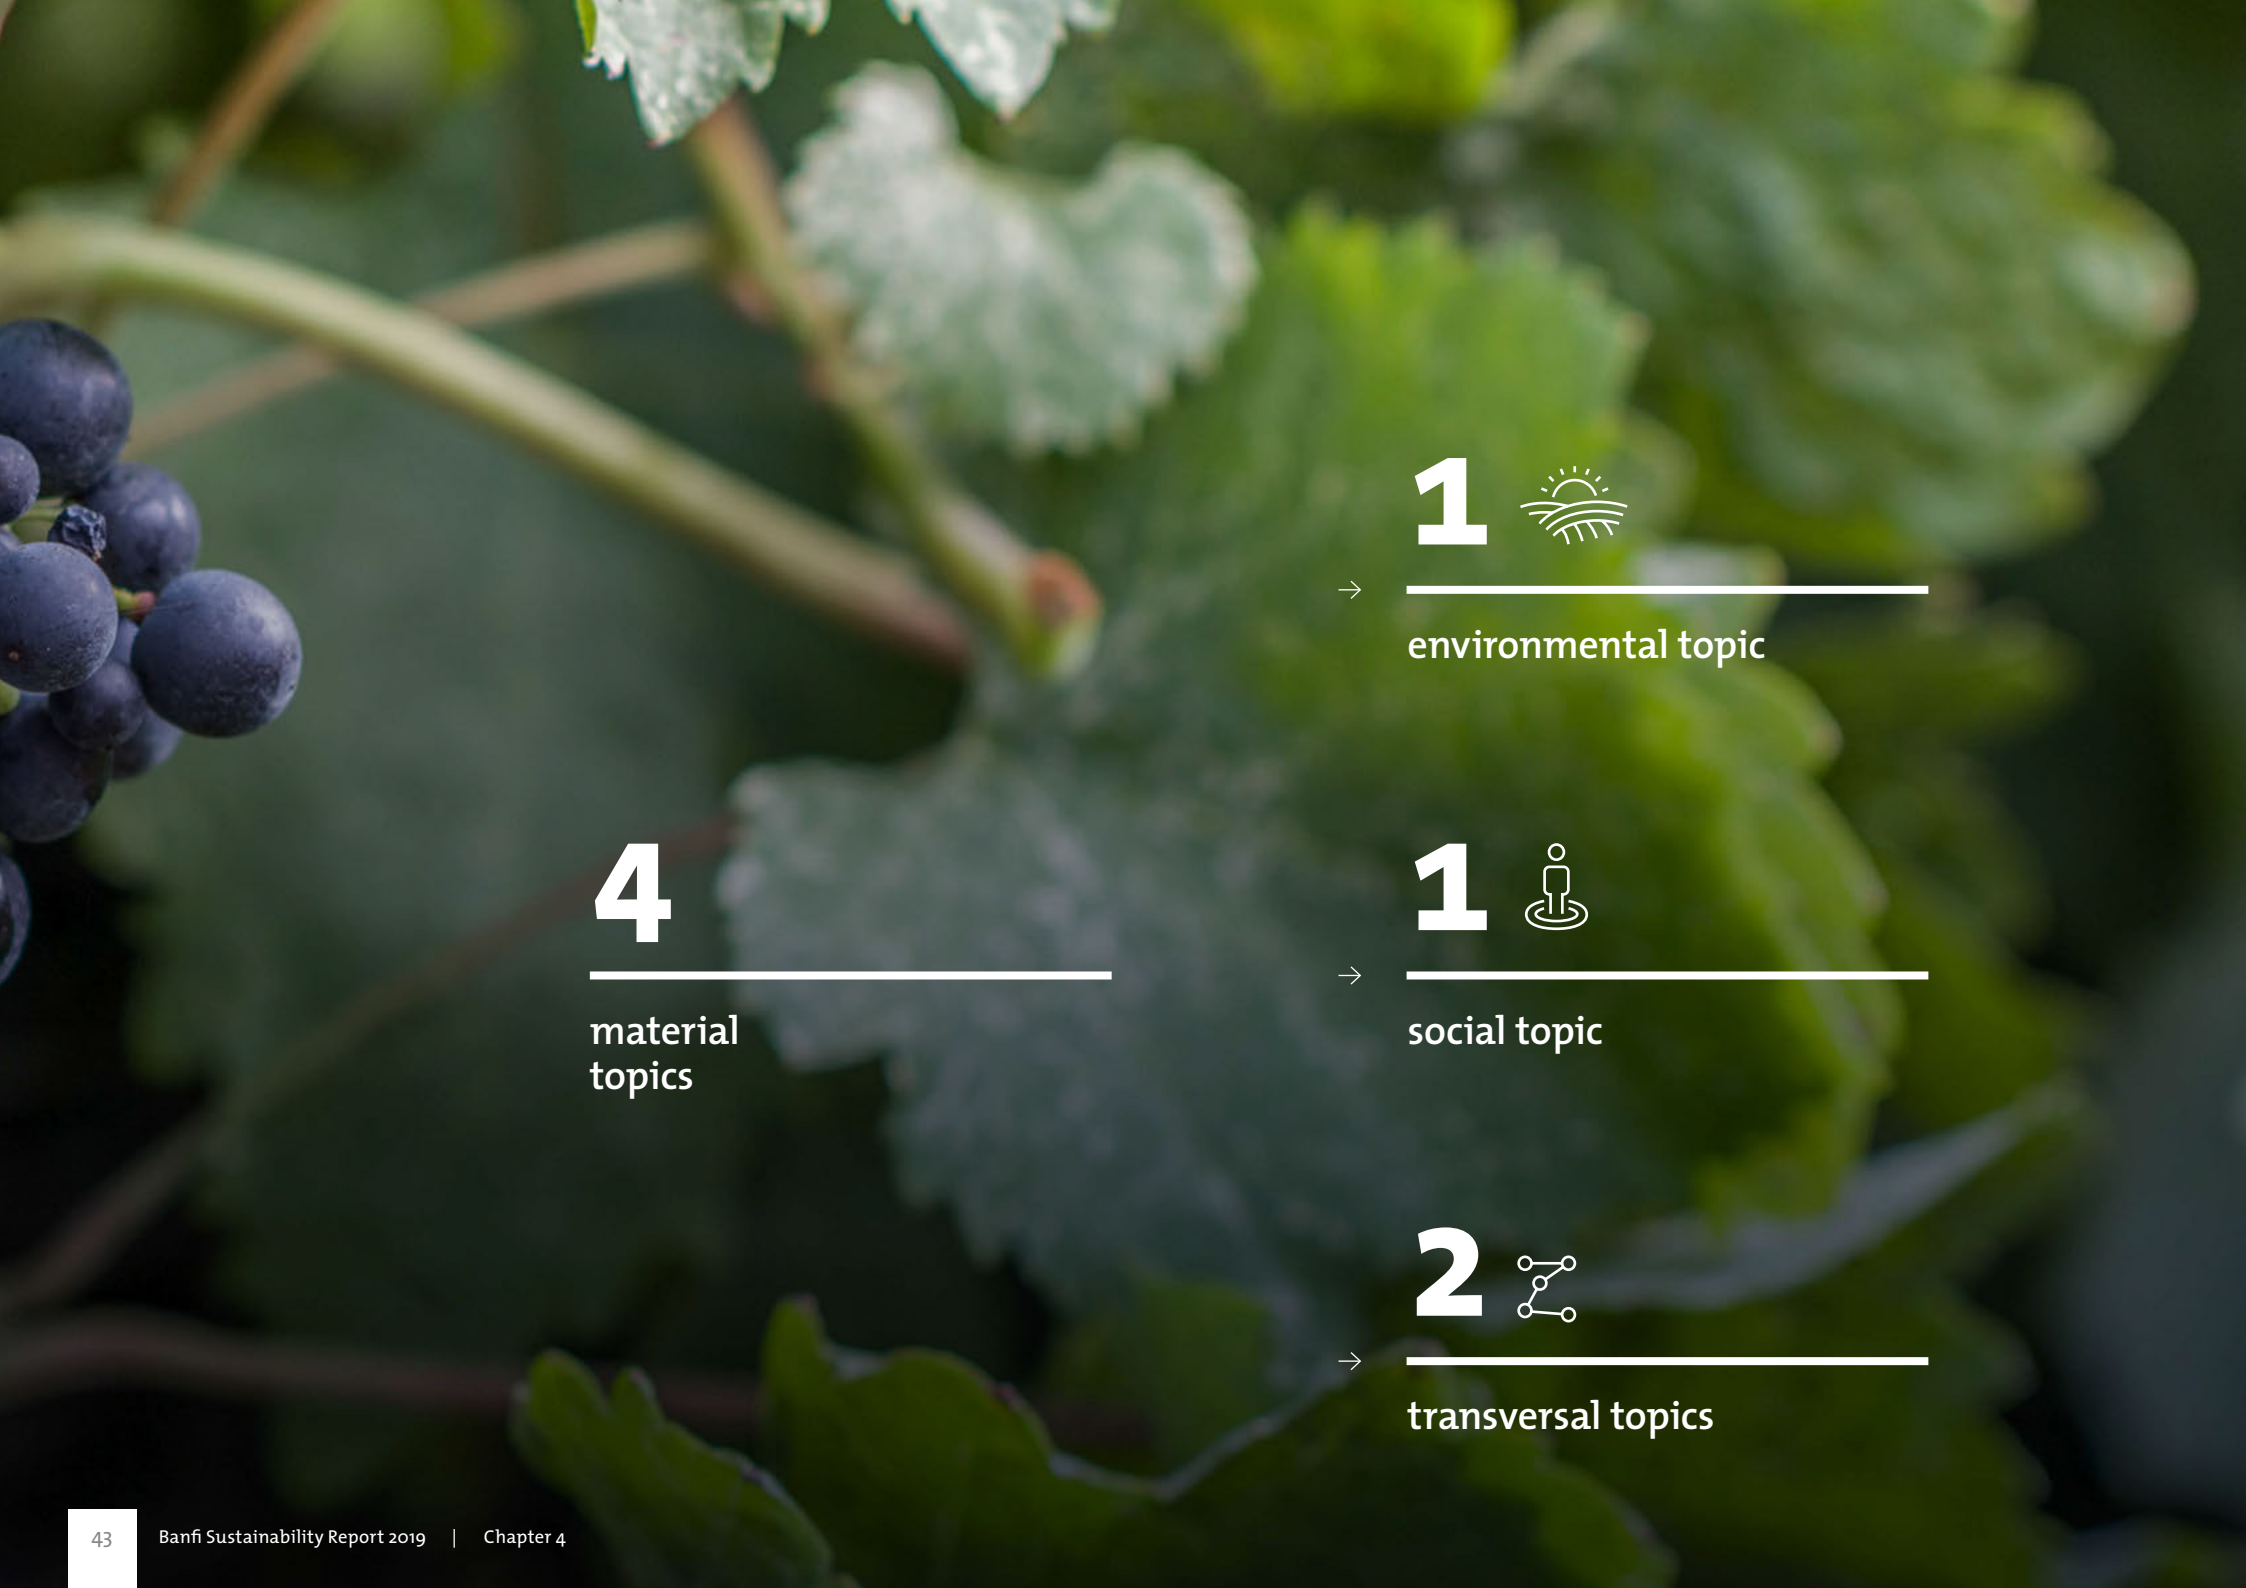 4
material
topics
1
environmental topic
1
social topic
2
transversal topics
43
Banfi Sustainability Report 2019 | Chapter 4